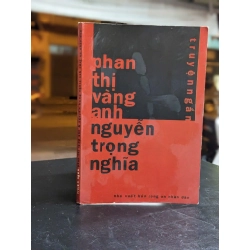 truyện ngắn
phan
thị
vàng
anh
nguyễn
trọng
nghĩa